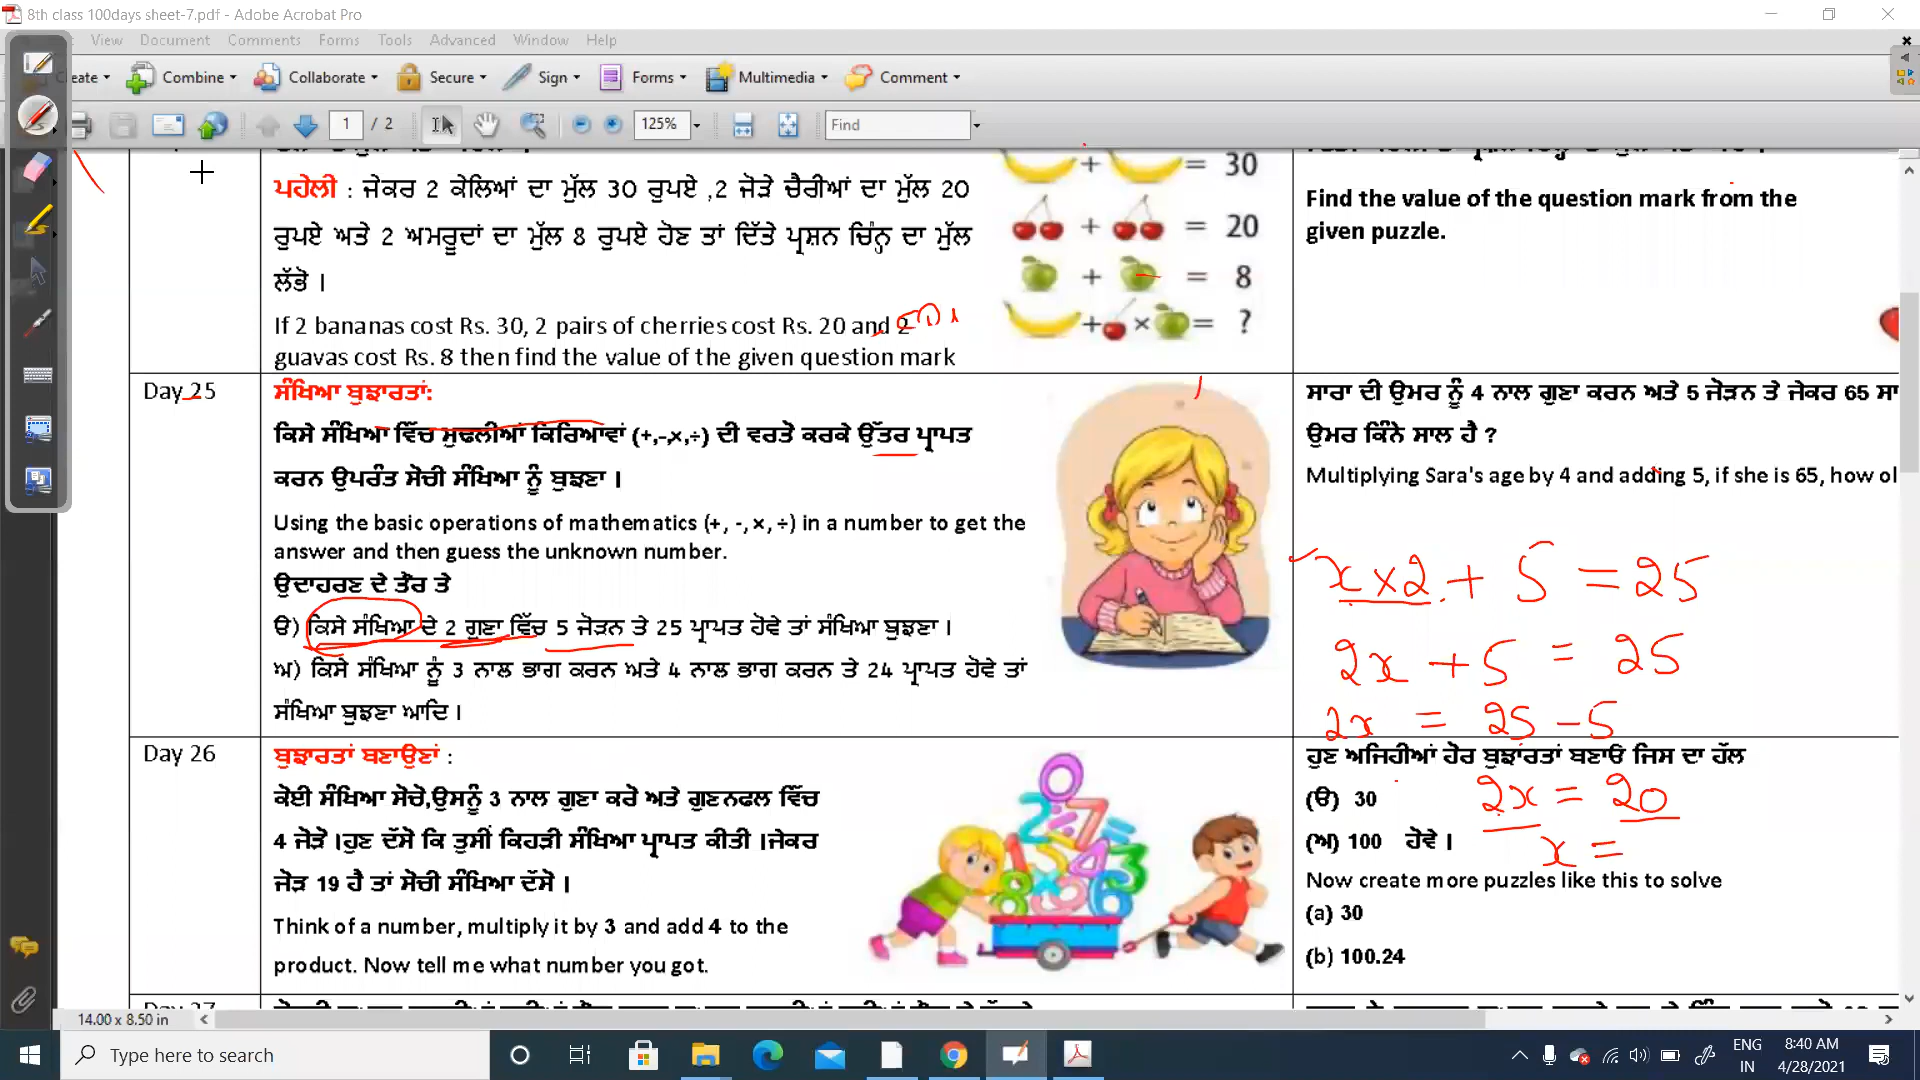 8th class 100days sheet-7.pdf - Adobe Acrobat Pro
View Document Comments Forms Tools Advanced Window Help
Create Combine Collaborate Secure Sign Forms Multimedia Comment
1 / 2 125% Find
ਪਹੇਲੀ : ਜੇਕਰ 2 ਕੇਲਿਆਂ ਦਾ ਮੁੱਲ 30 ਰੁਪਏ ,2 ਜੋੜੇ ਚੈਰੀਆਂ ਦਾ ਮੁੱਲ 20
ਰੁਪਏ ਅਤੇ 2 ਅਮਰੂਦਾਂ ਦਾ ਮੁੱਲ 8 ਰੁਪਏ ਹੋਣ ਤਾਂ ਦਿੱਤੇ ਪ੍ਰਸ਼ਨ ਚਿੰਨ੍ਹ ਦਾ ਮੁੱਲ
ਲੱਭੋ ।
If 2 bananas cost Rs. 30, 2 pairs of cherries cost Rs. 20 and 2
guavas cost Rs. 8 then find the value of the given question mark
+ = 30
+ = 20
+ = 8
+ × = ?
Find the value of the question mark from the
given puzzle.
Day 25
ਸੰਖਿਆ ਬੁਝਾਰਤਾਂ:
ਕਿਸੇ ਸੰਖਿਆ ਵਿੱਚ ਮੁਢਲੀਆਂ ਕਿਰਿਆਵਾਂ (+,-,×,÷) ਦੀ ਵਰਤੋ ਕਰਕੇ ਉੱਤਰ ਪ੍ਰਾਪਤ
ਕਰਨ ਉਪਰੰਤ ਸੋਚੀ ਸੰਖਿਆ ਨੂੰ ਬੁਝਣਾ ।
Using the basic operations of mathematics (+, -, ×, ÷) in a number to get the
answer and then guess the unknown number.
ਉਦਾਹਰਣ ਦੇ ਤੋਰ ਤੇ
ੳ) ਕਿਸੇ ਸੰਖਿਆ ਦੇ 2 ਗੁਣਾ ਵਿੱਚ 5 ਜੋੜਨ ਤੇ 25 ਪ੍ਰਾਪਤ ਹੋਵੇ ਤਾਂ ਸੰਖਿਆ ਬੁਝਣਾ ।
ਅ) ਕਿਸੇ ਸੰਖਿਆ ਨੂੰ 3 ਨਾਲ ਭਾਗ ਕਰਨ ਅਤੇ 4 ਨਾਲ ਭਾਗ ਕਰਨ ਤੇ 24 ਪ੍ਰਾਪਤ ਹੋਵੇ ਤਾਂ
ਸੰਖਿਆ ਬੁਝਣਾ ਆਦਿ ।
ਸਾਰਾ ਦੀ ਉਮਰ ਨੂੰ 4 ਨਾਲ ਗੁਣਾ ਕਰਨ ਅਤੇ 5 ਜੋੜਨ ਤੇ ਜੇਕਰ 65 ਸਾ
ਉਮਰ ਕਿੰਨੇ ਸਾਲ ਹੈ ?
Multiplying Sara's age by 4 and adding 5, if she is 65, how ol
x × 2 + 5 = 25
2x + 5 = 25
2x = 25 - 5
2x = 20
x =
Day 26
ਬੁਝਾਰਤਾਂ ਬਣਾਉਣਾਂ :
ਕੋਈ ਸੰਖਿਆ ਸੋਚੋ,ਉਸਨੂੰ 3 ਨਾਲ ਗੁਣਾ ਕਰੋ ਅਤੇ ਗੁਣਨਫਲ ਵਿੱਚ
4 ਜੋੜੋਂ ।ਹੁਣ ਦੱਸੋ ਕਿ ਤੁਸੀਂ ਕਿਹੜੀ ਸੰਖਿਆ ਪ੍ਰਾਪਤ ਕੀਤੀ ।ਜੇਕਰ
ਜੋੜ 19 ਹੈ ਤਾਂ ਸੋਚੀ ਸੰਖਿਆ ਦੱਸੋ ।
Think of a number, multiply it by 3 and add 4 to the
product. Now tell me what number you got.
ਹੁਣ ਅਜਿਹੀਆਂ ਹੋਰ ਬੁਝਾਰਤਾਂ ਬਣਾਓ ਜਿਸ ਦਾ ਹੱਲ
(ੳ) 30
(ਅ) 100 ਹੋਵੇ ।
Now create more puzzles like this to solve
(a) 30
(b) 100.24
14.00 x 8.50 in
Type here to search
ENG
IN
8:40 AM
4/28/2021